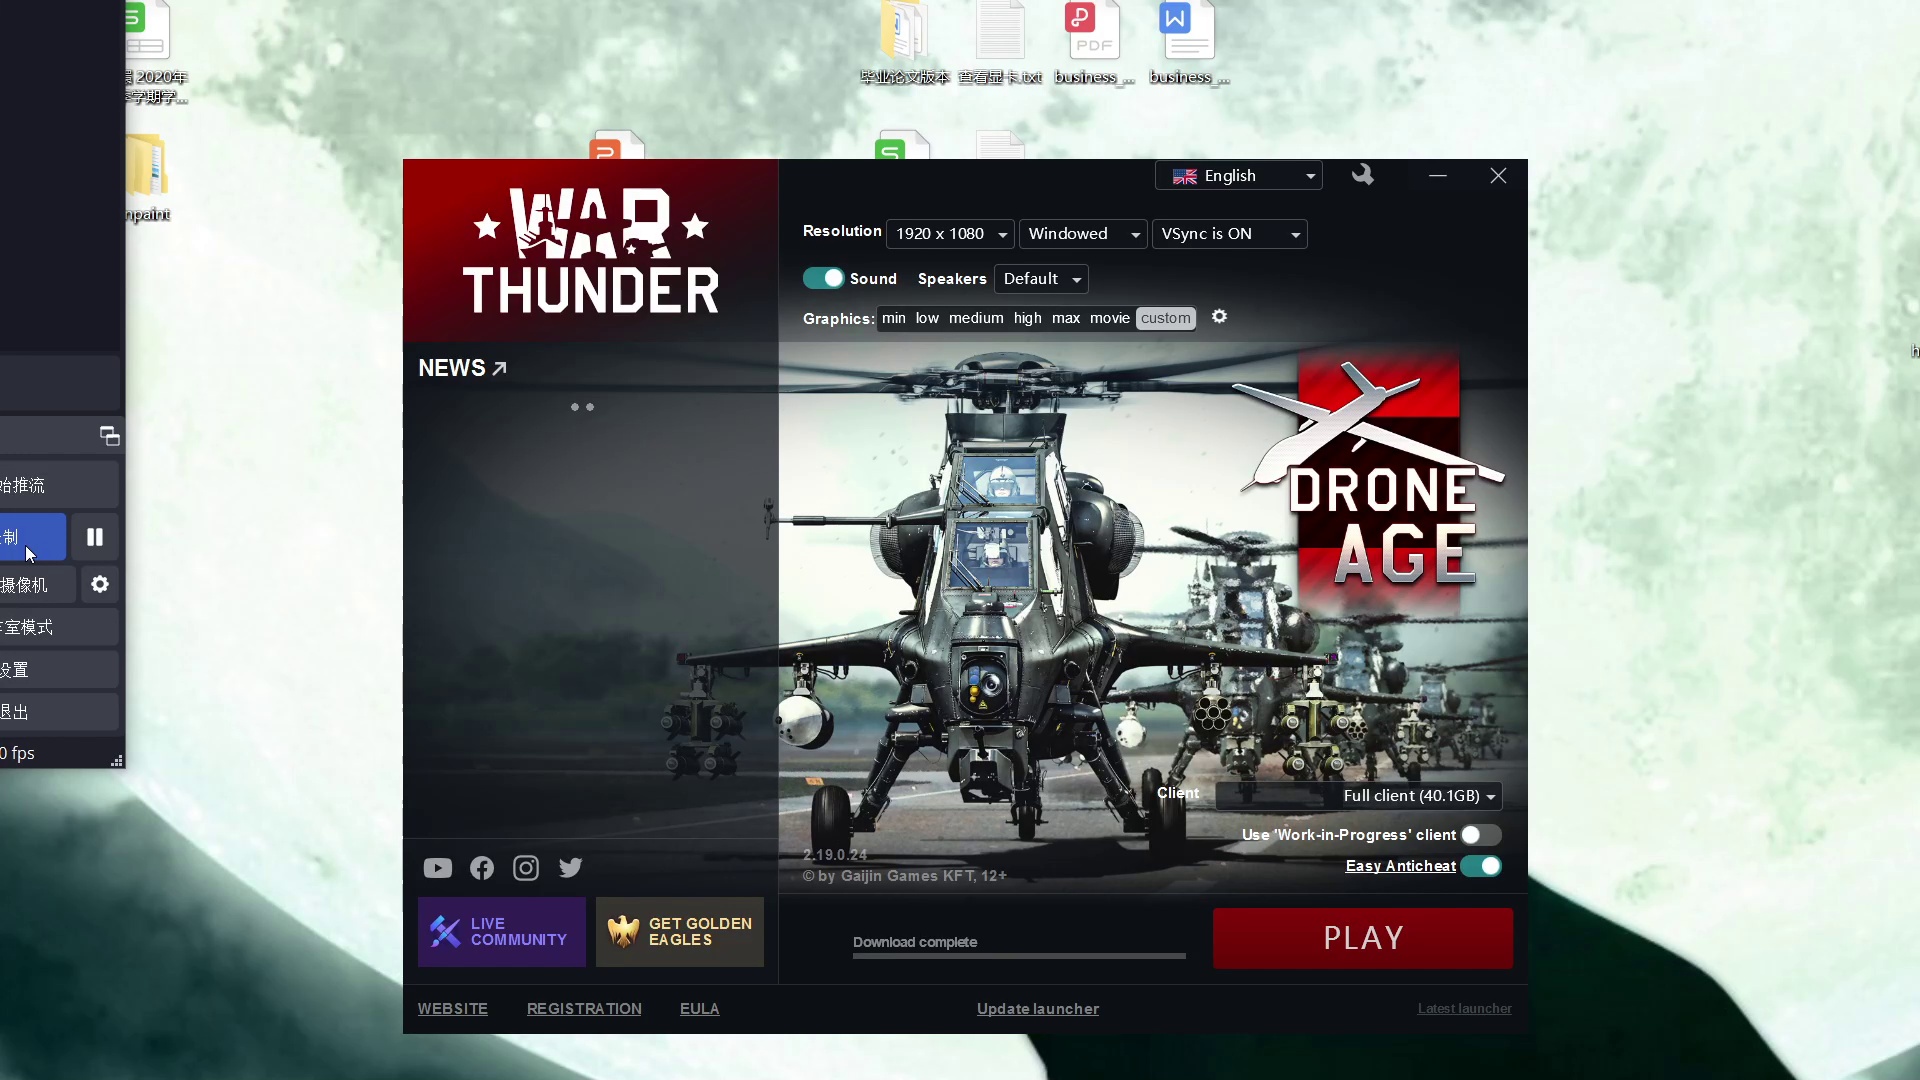 2020年
学期学...
毕业论文版本
查看显卡.txt
PDF
business_...
business_...
npaint
WAR
THUNDER
English
Resolution
1920 x 1080
Windowed
VSync is ON
Sound
Speakers
Default
Graphics:
min
low
medium
high
max
movie
custom
NEWS
DRONE
AGE
始推流
制
摄像机
室模式
设置
退出
0 fps
Client
Full client (40.1GB)
Use 'Work-in-Progress' client
Easy Anticheat
2.19.0.24
© by Gaijin Games KFT, 12+
LIVE
COMMUNITY
GET GOLDEN
EAGLES
Download complete
PLAY
WEBSITE
REGISTRATION
EULA
Update launcher
Latest launcher